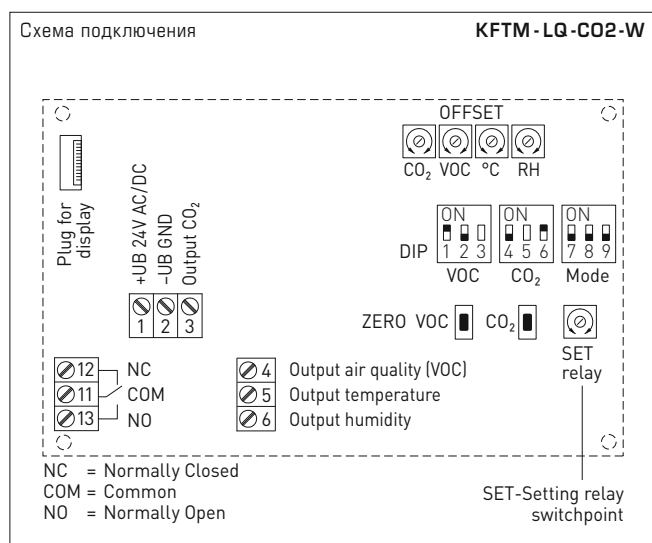 Схема подключения
KFTM-LQ-CO2-W
OFFSET
CO₂ VOC °C RH
Plug for
display
+UB 24V AC/DC
–UB GND
Output CO₂
1 2 3
ON ON ON
DIP
1 2 3 4 5 6 7 8 9
VOC CO₂ Mode
ZERO VOC CO₂
SET
relay
12 NC
11 COM
13 NO
4 Output air quality (VOC)
5 Output temperature
6 Output humidity
NC = Normally Closed
COM = Common
NO = Normally Open
SET-Setting relay
switchpoint